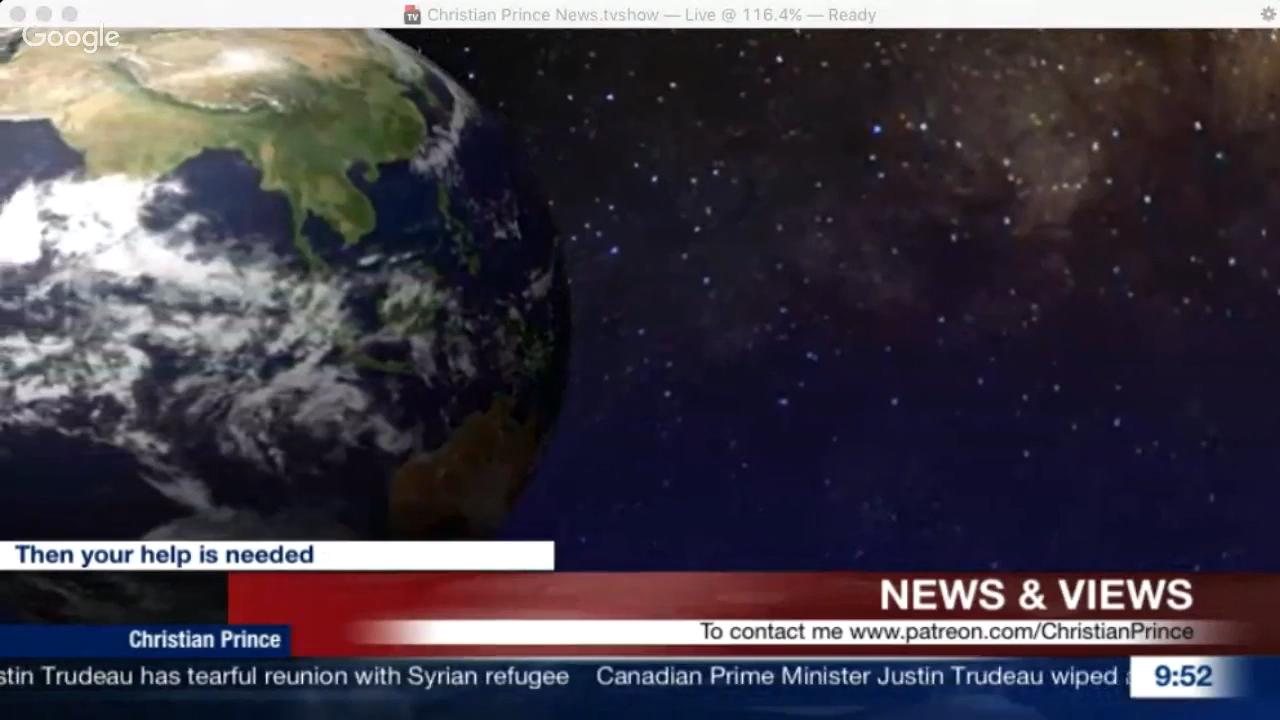 Christian Prince News.tvshow — Live @ 116.4% — Ready
TV
Google
Then your help is needed
NEWS & VIEWS
To contact me www.patreon.com/ChristianPrince
Christian Prince
stin Trudeau has tearful reunion with Syrian refugee Canadian Prime Minister Justin Trudeau wiped
9:52